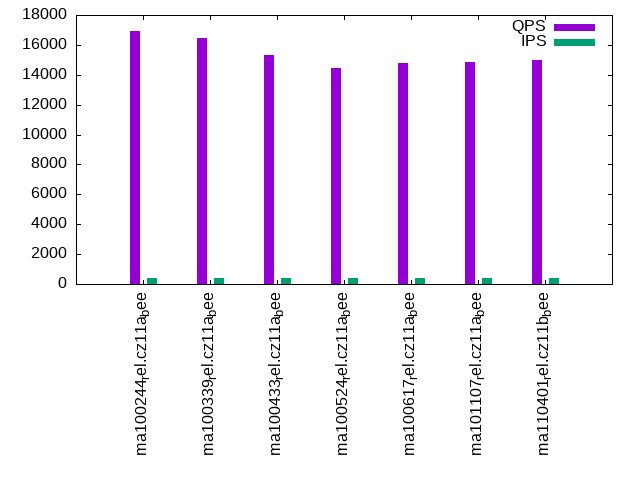 18000
16000
14000
12000
10000
8000
6000
4000
2000
0
QPS
IPS
ma100244rel.cz11abee
ma100339rel.cz11abee
ma100433rel.cz11abee
ma100524rel.cz11abee
ma100617rel.cz11abee
ma101107rel.cz11abee
ma110401rel.cz11bbee